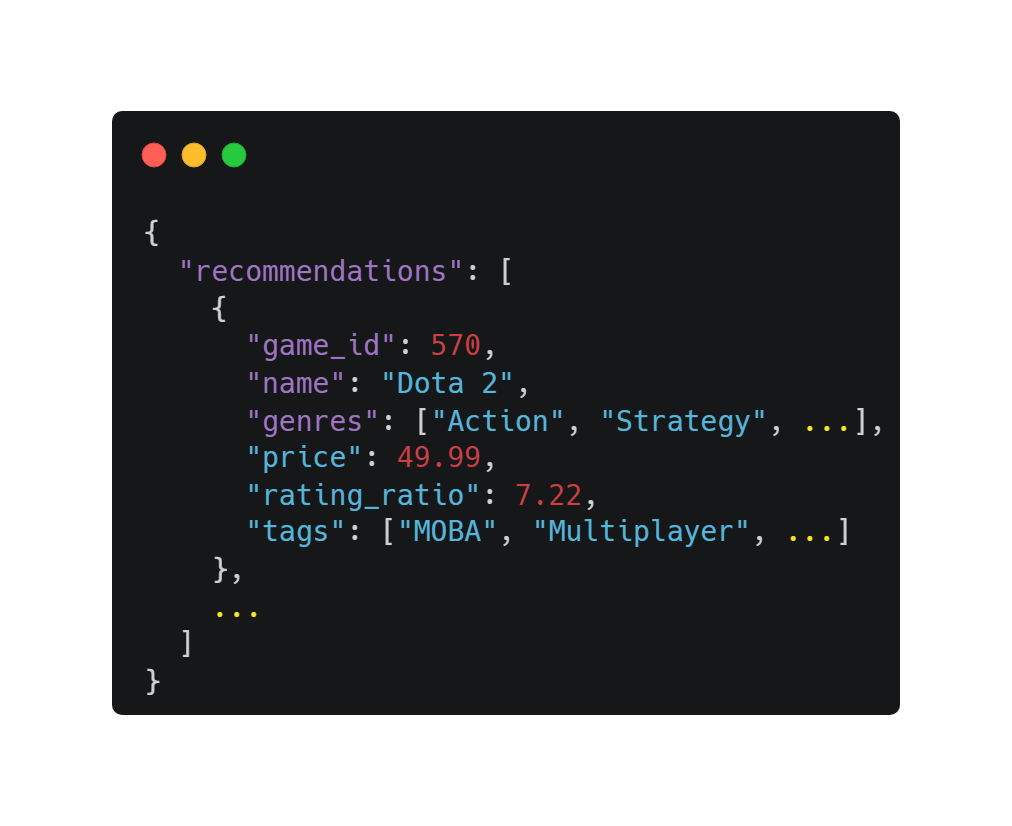 {
  "recommendations": [
    {
      "game_id": 570,
      "name": "Dota 2",
      "genres": ["Action", "Strategy", ...],
      "price": 49.99,
      "rating_ratio": 7.22,
      "tags": ["MOBA", "Multiplayer", ...]
    },
    ...
  ]
}